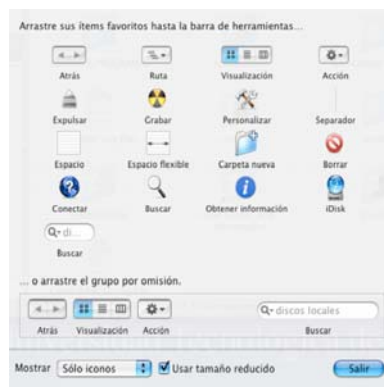 Arrastre sus ítems favoritos hasta la barra de herramientas...
Atrás Ruta Visualización Acción
Expulsar Grabar Personalizar Separador
Espacio Espacio flexible Carpeta nueva Borrar
Conectar Buscar Obtener información iDisk
di...
Buscar
... o arrastre el grupo por omisión.
discos locales
Atrás Visualización Acción Buscar
Mostrar Sólo iconos Usar tamaño reducido Salir